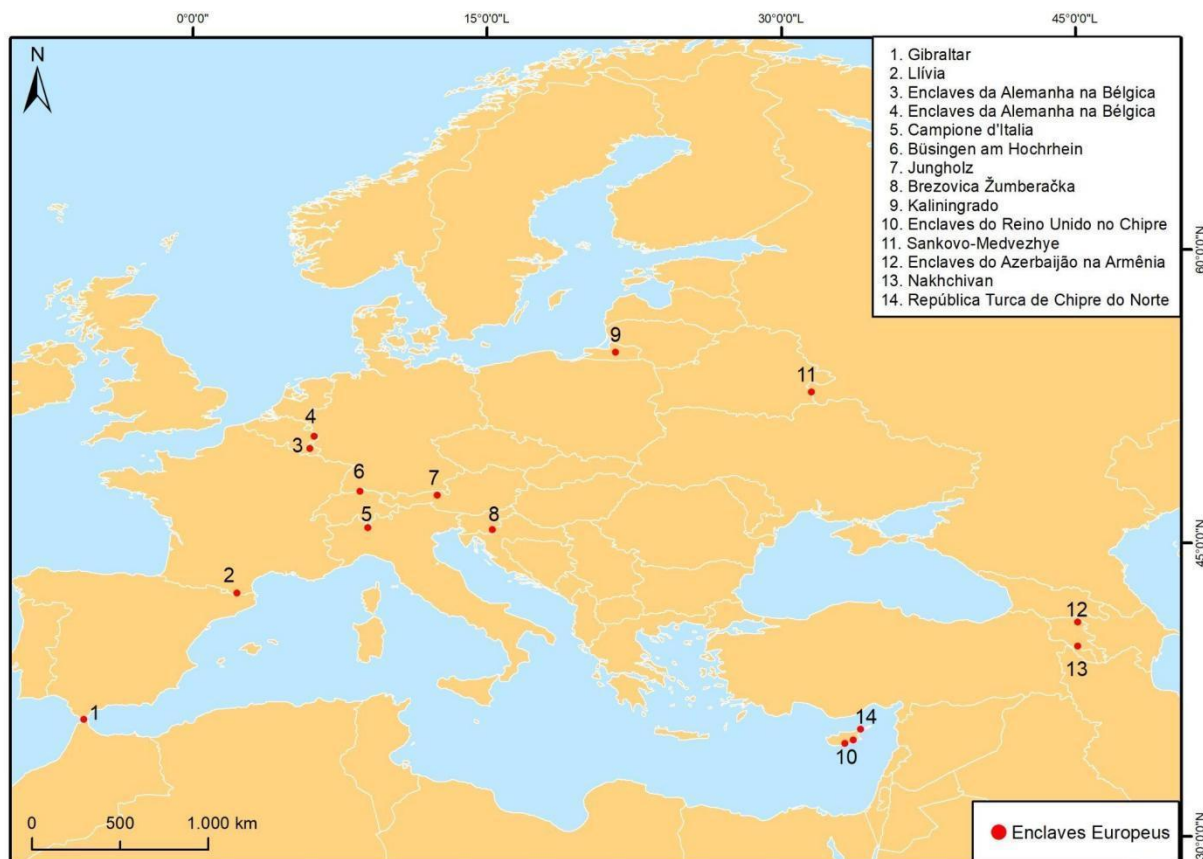 0°0'0"
15°0'0"L
30°0'0"L
45°0'0"L
N
1. Gibraltar
2. Llívia
3. Enclaves da Alemanha na Bélgica
4. Enclaves da Alemanha na Bélgica
5. Campione d'Italia
6. Büsingen am Hochrhein
7. Jungholz
8. Brezovica Žumberačka
9. Kaliningrado
10. Enclaves do Reino Unido no Chipre
11. Sankovo-Medvezhye
12. Enclaves do Azerbaijão na Armênia
13. Nakhchivan
14. República Turca de Chipre do Norte
60°0'0"N
9
11
4
3
6
7
5
8
45°0'0"N
2
12
13
1
14
10
0 500 1.000 km
Enclaves Europeus
30°0'0"N